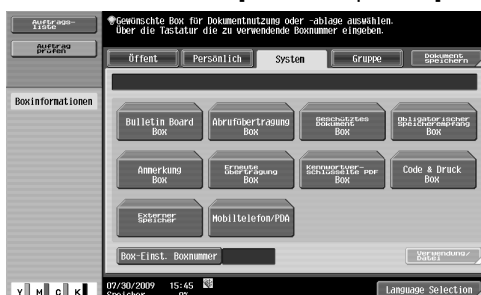 Auftrags-
liste
Auftrag
prüfen
Boxinformationen
Gewünschte Box für Dokumentnutzung oder -ablage auswählen.
Über die Tastatur die zu verwendende Boxnummer eingeben.
Öffent Persönlich System Gruppe Dokument
speichern
Bulletin Board
Box
Abrufübertragung
Box
Geschütztes
Dokument
Box
Obligatorischer
Speicherempfang
Box
Anmerkung
Box
Erneute
Übertragung
Box
Kennwortver-
schlüsselte PDF
Box
Code & Druck
Box
Externer
Speicher
Mobiltelefon/PDA
Box-Einst. Boxnummer
Verwendung/
Datei
Y M C K
07/30/2009 15:45
Speicher 0%
Language Selection